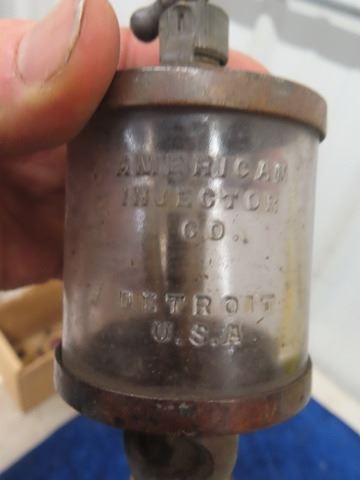 AMERICAN
INJECTOR
CO.
DETROIT
U.S.A